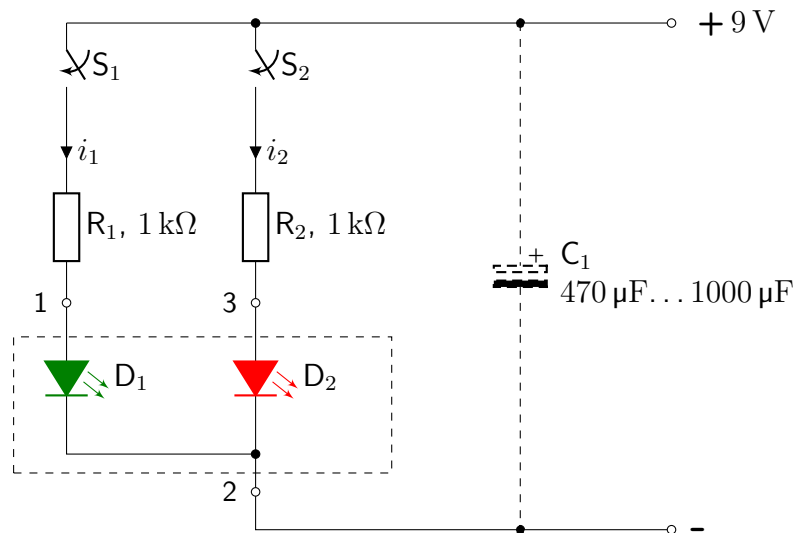 + 9 V
S₁
S₂
i₁
i₂
R₁, 1 kΩ
R₂, 1 kΩ
+
C₁
470 µF...1000 µF
1
3
D₁
D₂
2
-